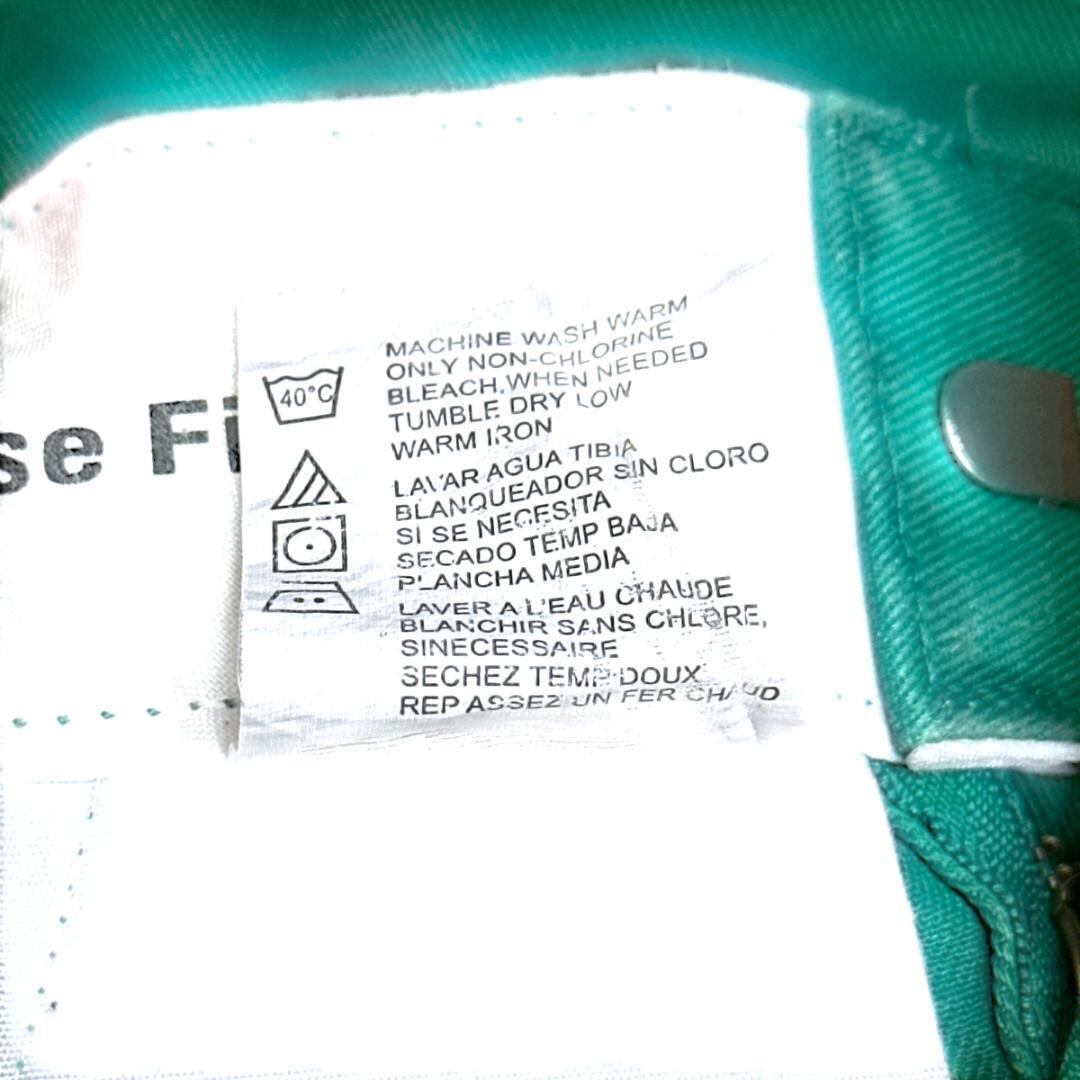 se Fi
40°C
MACHINE WASH WARM
ONLY NON-CHLORINE
BLEACH, WHEN NEEDED
TUMBLE DRY LOW
WARM IRON
LAVAR AGUA TIBIA
BLANQUEADOR SIN CLORO
SI SE NECESITA
SECADO TEMP BAJA
PLANCHA MEDIA
LAVER A L'EAU CHAUDE
BLANCHIR SANS CHLORE,
SINECESSAIRE
SECHEZ TEMP DOUX
REPASSEZ UN FER CHAUD